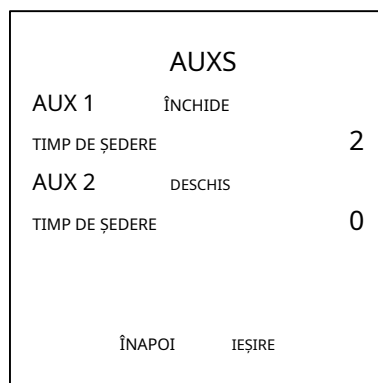 AUXS
AUX 1 ÎNCHIDE
TIMP DE ȘEDERE 2
AUX 2 DESCHIS
TIMP DE ȘEDERE 0
ÎNAPOI IEȘIRE